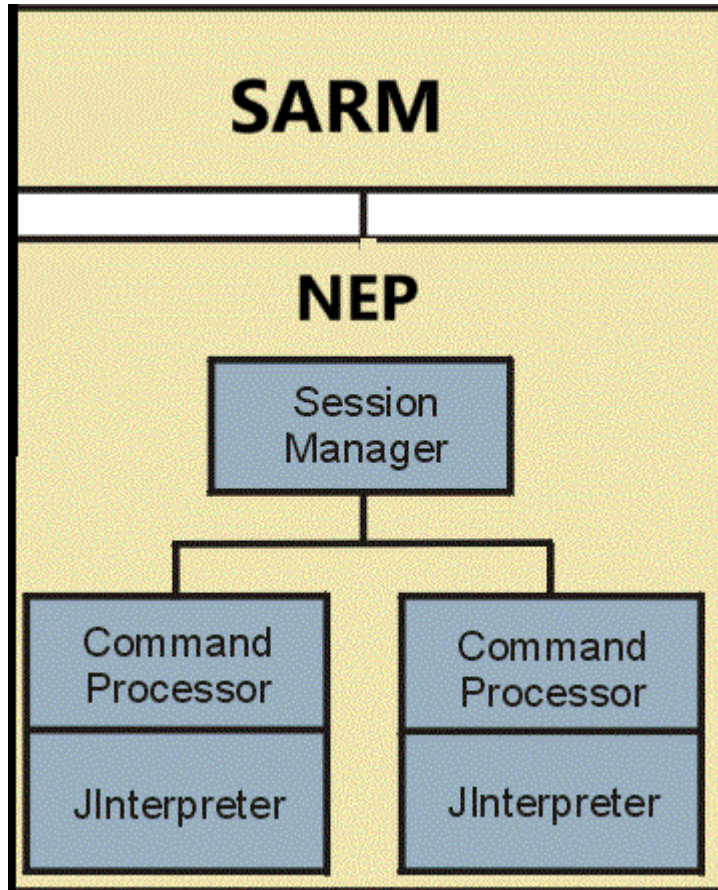 SARM
NEP
Session
Manager
Command
Processor
JInterpreter
Command
Processor
JInterpreter